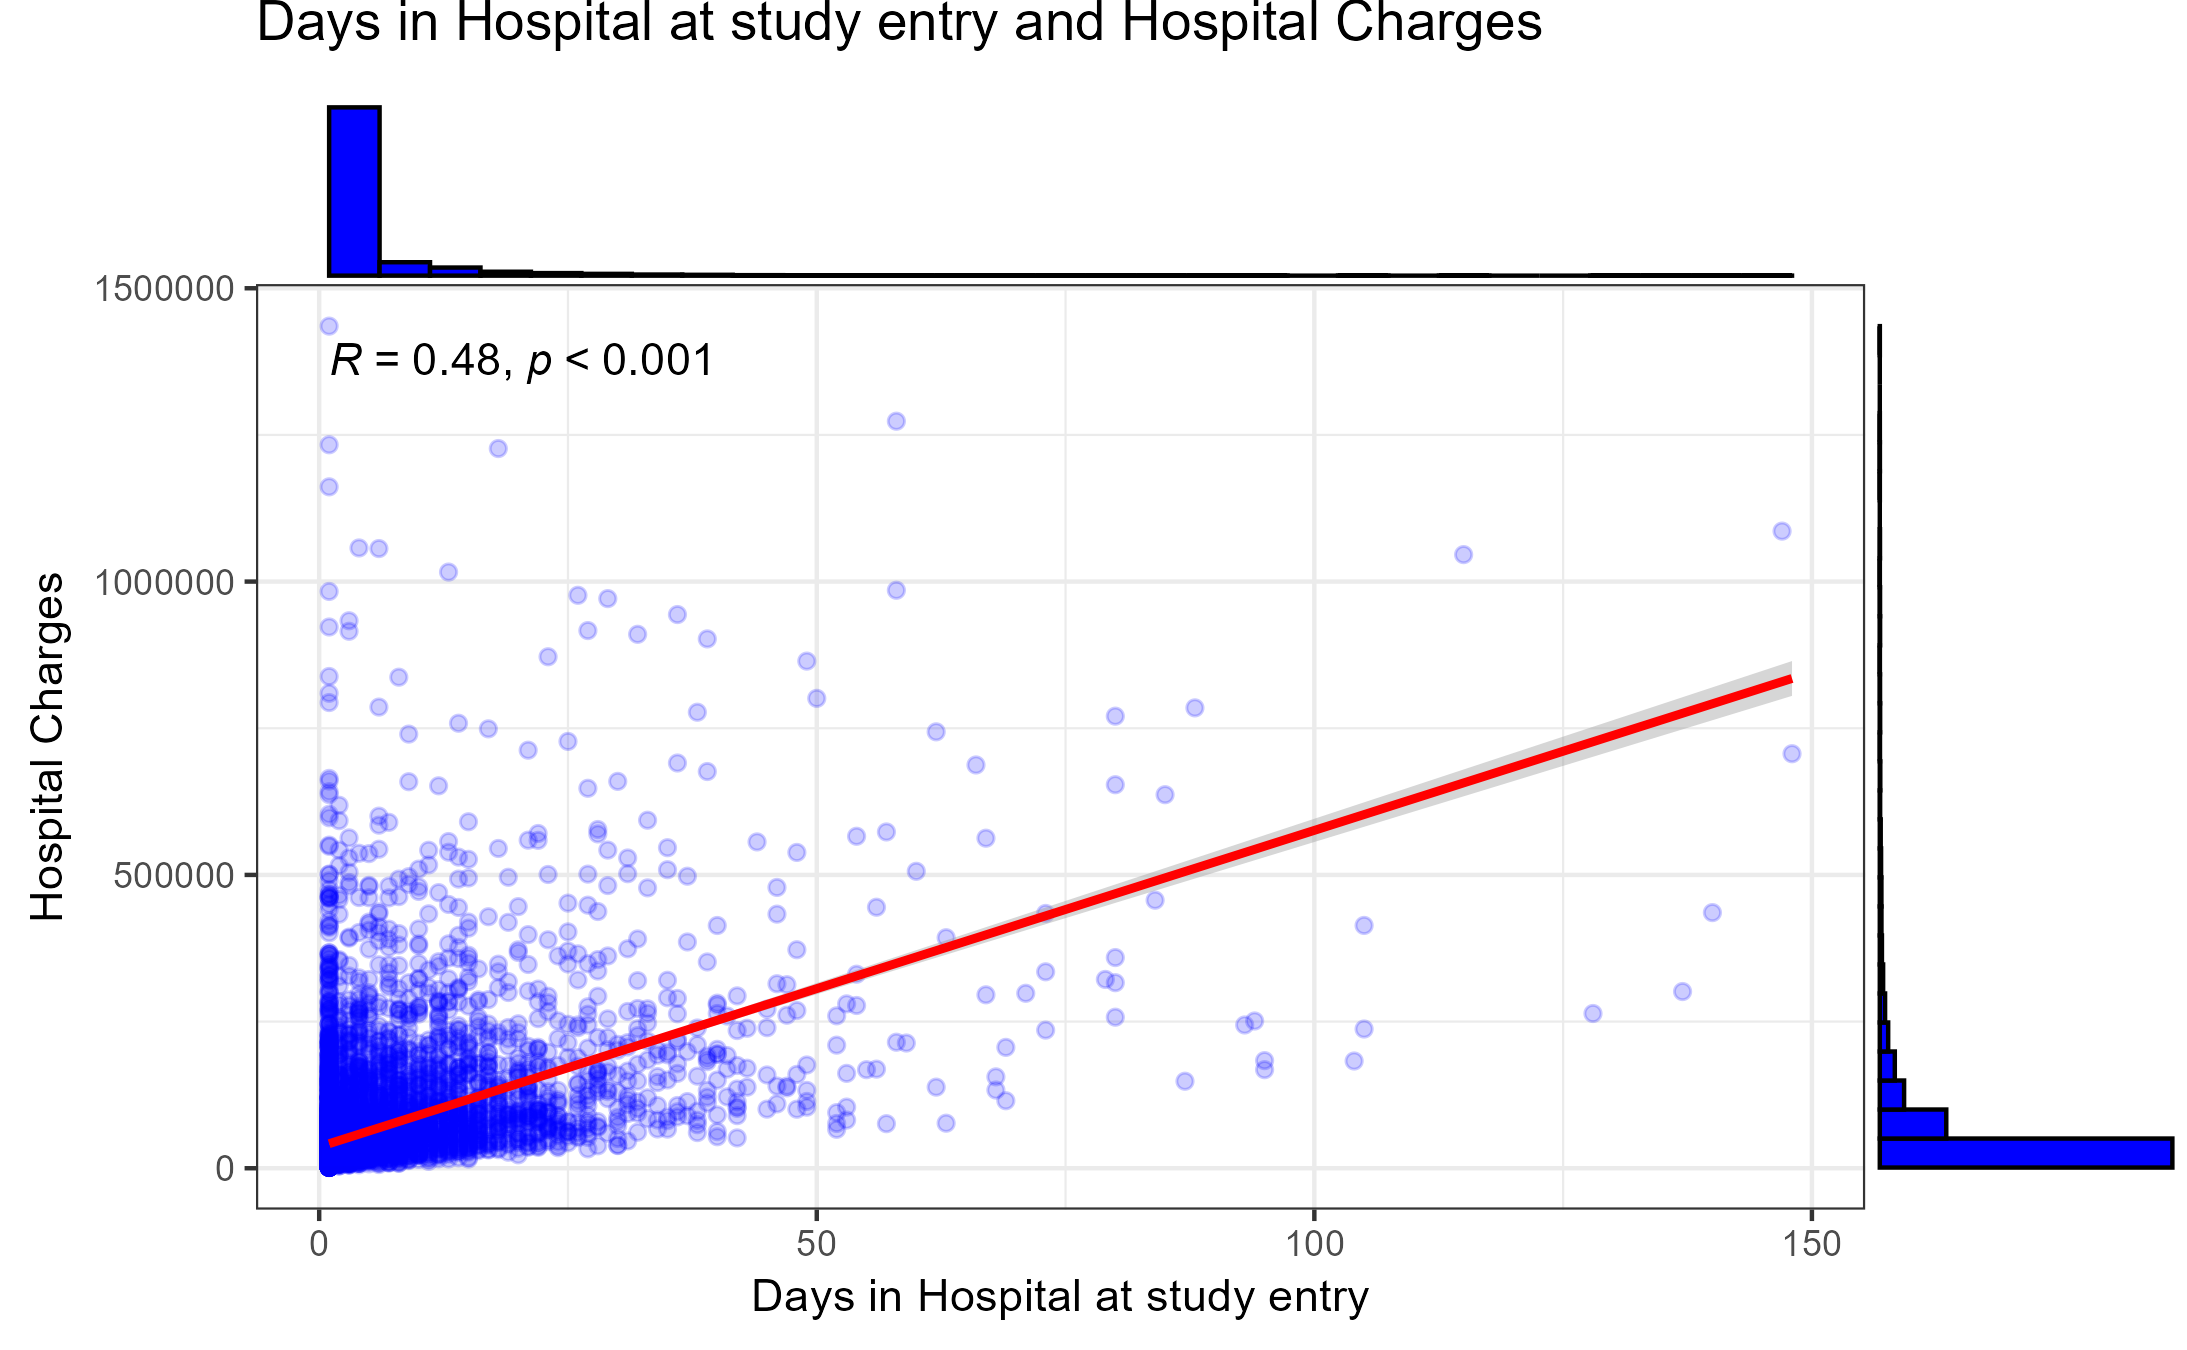 Days in Hospital at study entry and Hospital Charges
R = 0.48, p < 0.001
Hospital Charges
1500000
1000000
500000
0
0 50 100 150
Days in Hospital at study entry